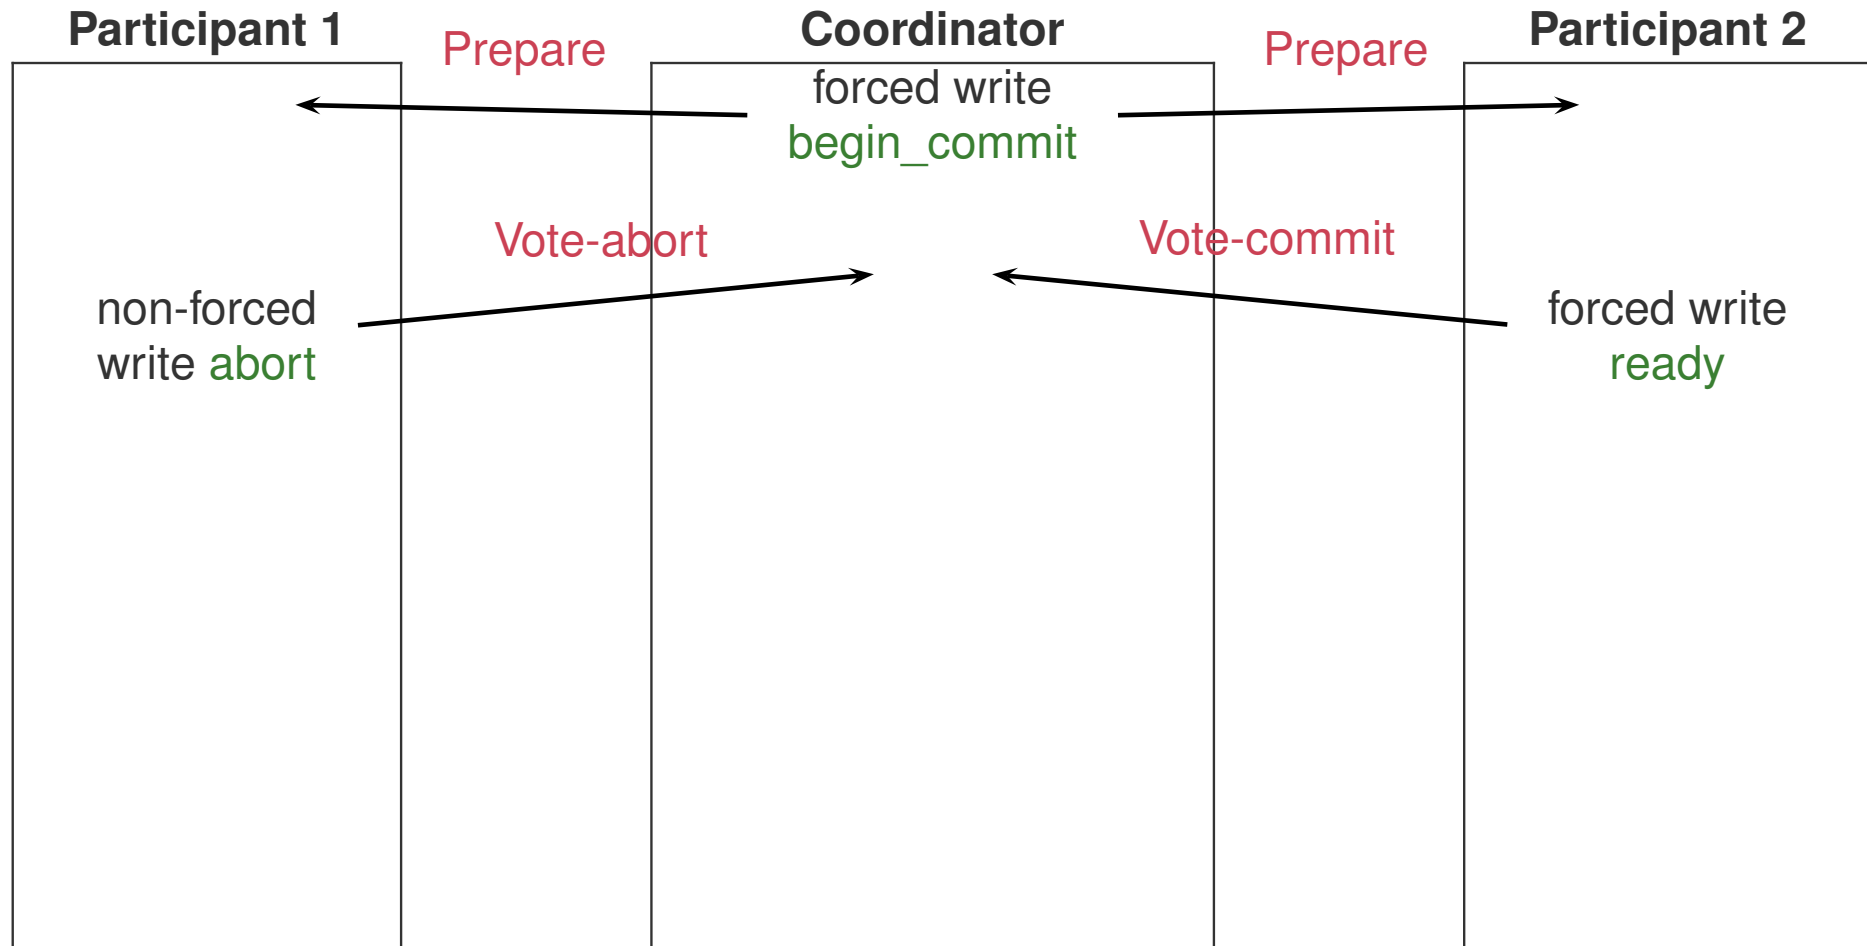 Participant 1
Prepare
Coordinator
Prepare
Participant 2
forced write
begin_commit
Vote-abort
Vote-commit
non-forced
write abort
forced write
ready